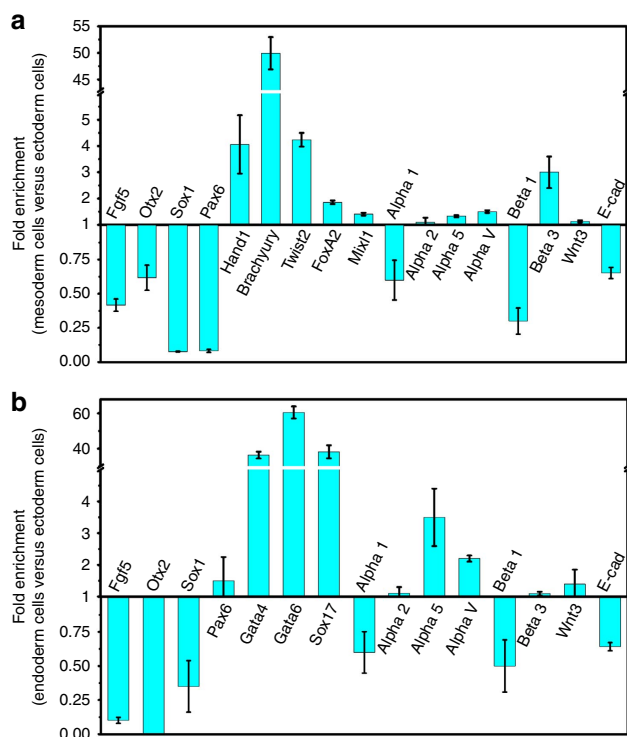 a
Fold enrichment
(mesoderm cells versus ectoderm cells)
55
50
45
5
4
3
2
1
0.75
0.50
0.25
0.00
Fgf5
Otx2
Sox1
Pax6
Hand1
Brachyury
Twist2
FoxA2
Mixl1
Alpha 1
Alpha 2
Alpha 5
Alpha V
Beta 1
Beta 3
Wnt3
E-cad
b
Fold enrichment
(endoderm cells versus ectoderm cells)
60
40
4
3
2
1
0.75
0.50
0.25
0.00
Fgf5
Otx2
Sox1
Pax6
Gata4
Gata6
Sox17
Alpha 1
Alpha 2
Alpha 5
Alpha V
Beta 1
Beta 3
Wnt3
E-cad